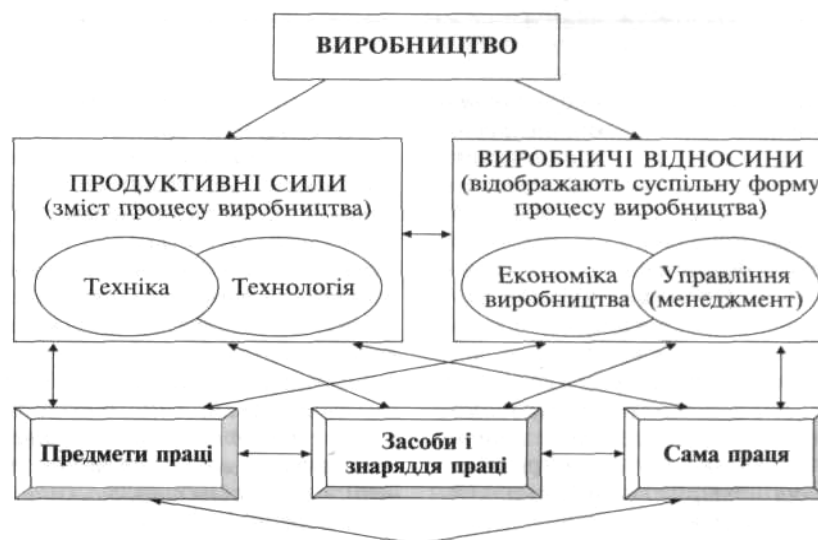 ВИРОБНИЦТВО
ПРОДУКТИВНІ СИЛИ
(зміст процесу виробництва)
Техніка
Технологія
ВИРОБНИЧІ ВІДНОСИНИ
(відображають суспільну форму
процесу виробництва)
Економіка
виробництва
Управління
(менеджмент)
Предмети праці
Засоби і
знаряддя праці
Сама праця